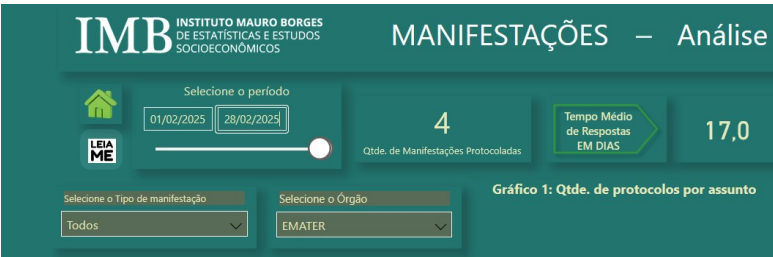 IMB INSTITUTO MAURO BORGES
DE ESTATÍSTICAS E ESTUDOS
SOCIOECONÔMICOS
MANIFESTAÇÕES – Análise
Selecione o período
01/02/2025 28/02/2025
LEIA
ME
4
Qtde. de Manifestações Protocoladas
Tempo Médio
de Respostas
EM DIAS
17,0
Selecione o Tipo de manifestação
Todos
Selecione o Órgão
EMATER
Gráfico 1: Qtde. de protocolos por assunto